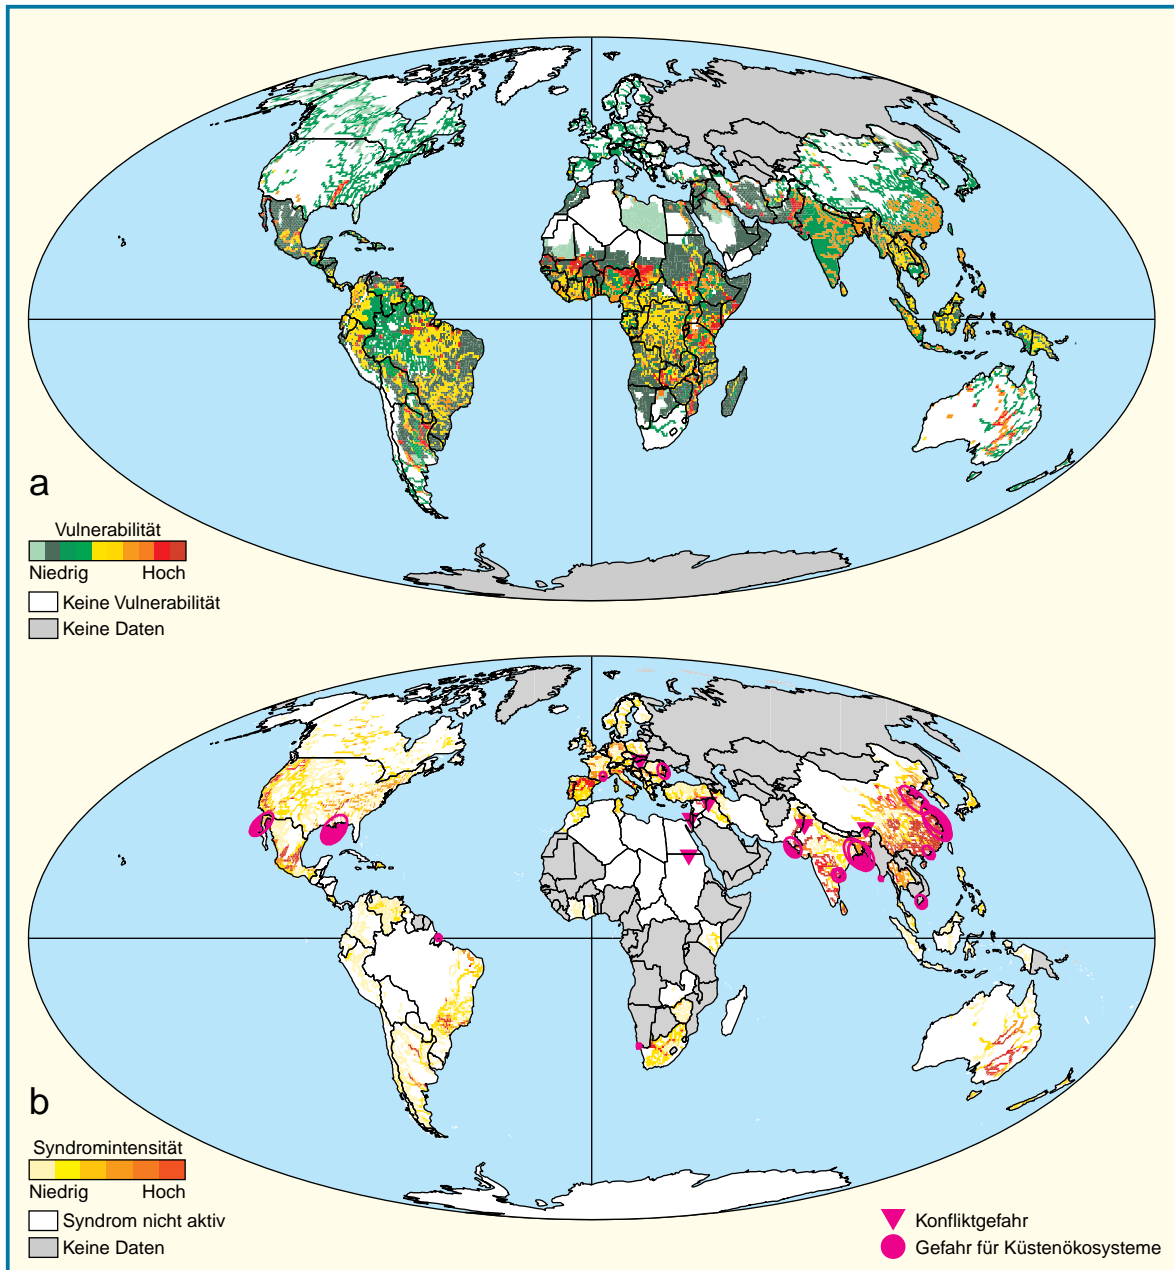 a
Vulnerabilität
Niedrig Hoch
Keine Vulnerabilität
Keine Daten
b
Syndromintensität
Niedrig Hoch
Syndrom nicht aktiv
Keine Daten
Konfliktgefahr
Gefahr für Küstenökosysteme